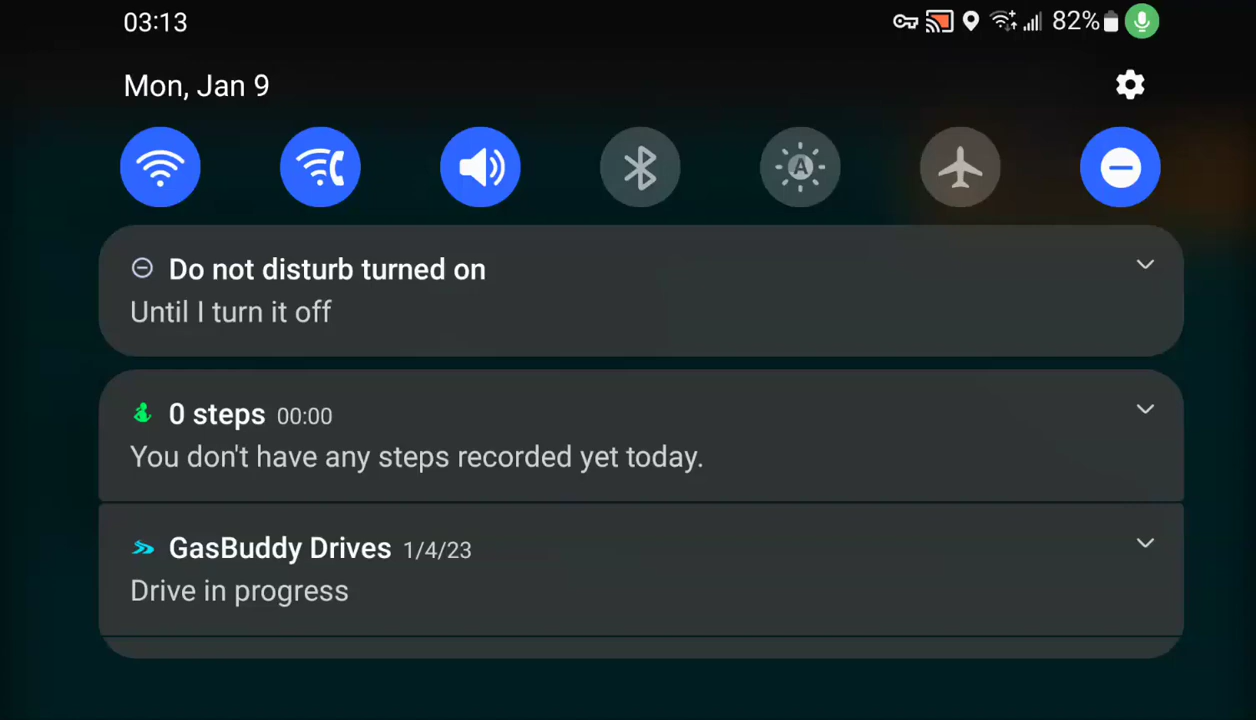 03:13
82%
Mon, Jan 9
A
Do not disturb turned on
Until I turn it off
0 steps 00:00
You don't have any steps recorded yet today.
GasBuddy Drives 1/4/23
Drive in progress